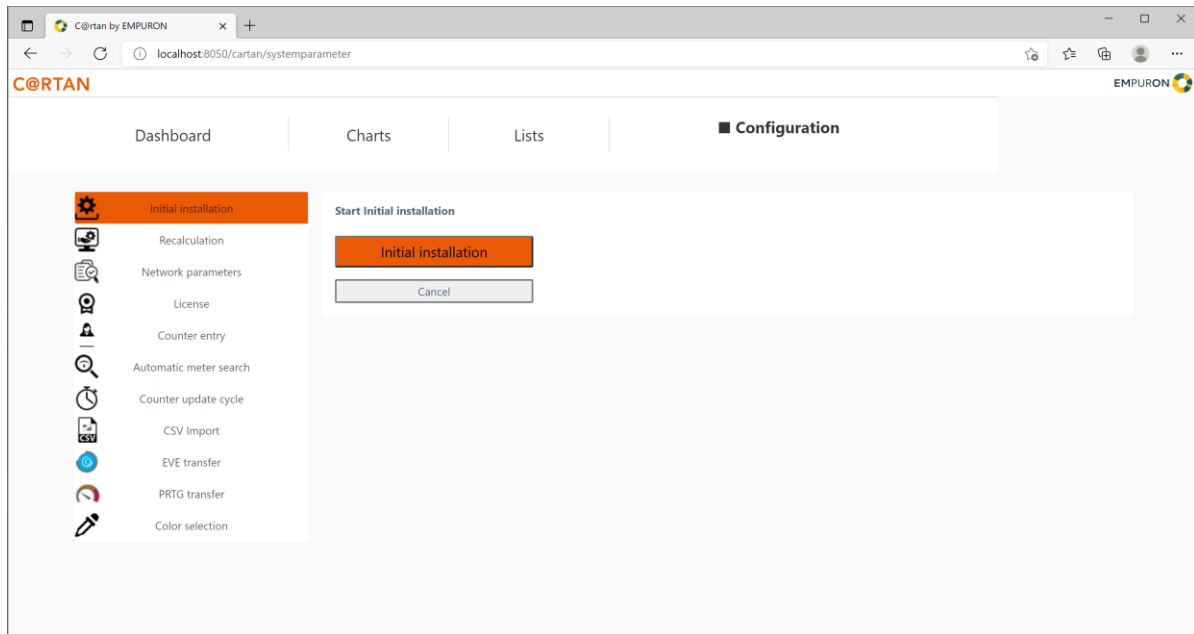 C@rtan by EMPURON
localhost:8050/cartan/systemparameter
C@RTAN
EMPURON
Dashboard
Charts
Lists
Configuration
Initial installation
Recalculation
Network parameters
License
Counter entry
Automatic meter search
Counter update cycle
CSV Import
CSV
EVE transfer
PRTG transfer
Color selection
Start Initial installation
Initial installation
Cancel